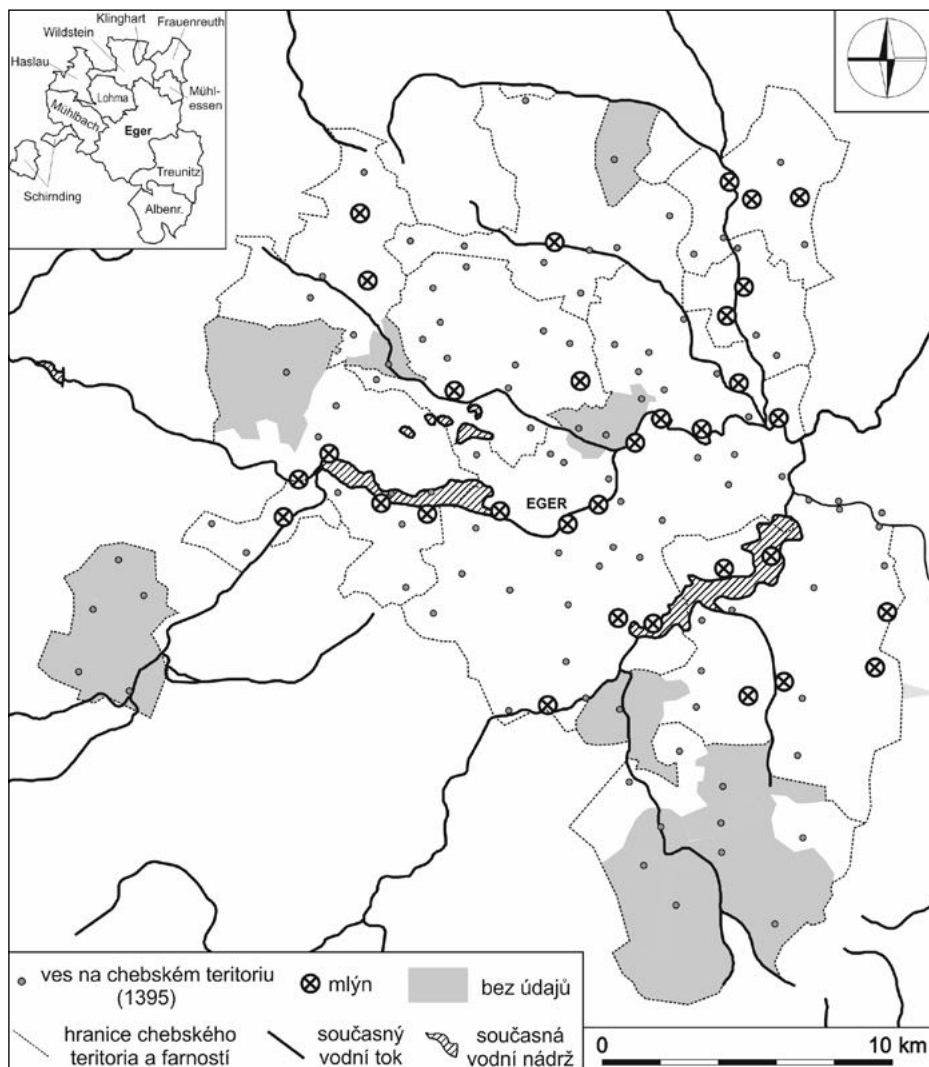 Klinghart
Wildstein
Frauenreuth
Haslau
Lohma
Mühl-
essen
Mühlbach
Eger
Treunitz
Schirnding
Albenr.
EGER
ves na chebském teritoriu
(1395)
mlýn
bez údajů
hranice chebského
teritoria a farností
současný
vodní tok
současná
vodní nádrž
0
10 km